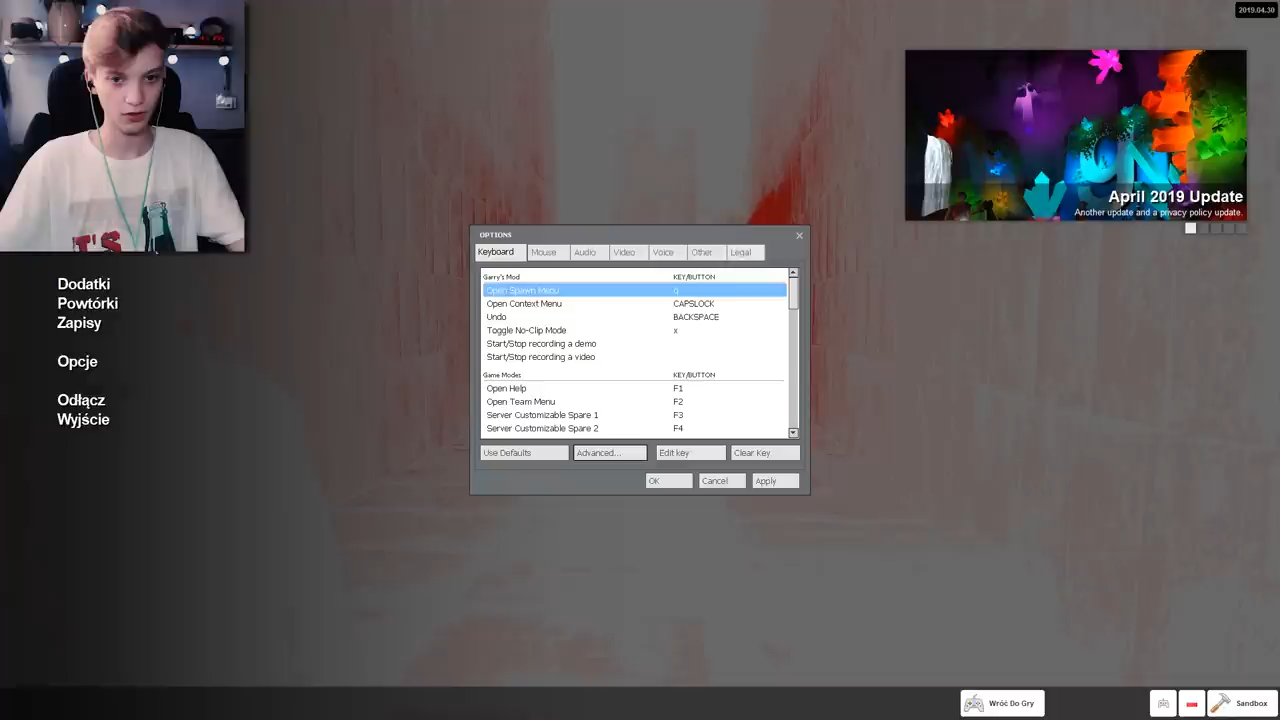 2019.04.30
IT'S
April 2019 Update
Another update and a privacy policy update.
OPTIONS
Keyboard Mouse Audio Video Voice Other Legal
Garry's Mod KEY/BUTTON
Open Spawn Menu q
Open Context Menu CAPSLOCK
Undo BACKSPACE
Toggle No-Clip Mode x
Start/Stop recording a demo
Start/Stop recording a video
Game Modes KEY/BUTTON
Open Help F1
Open Team Menu F2
Server Customizable Spare 1 F3
Server Customizable Spare 2 F4
Use Defaults Advanced... Edit key Clear Key
OK Cancel Apply
Dodatki
Powtórki
Zapisy
Opcje
Odłącz
Wyjście
Wróć Do Gry
Sandbox